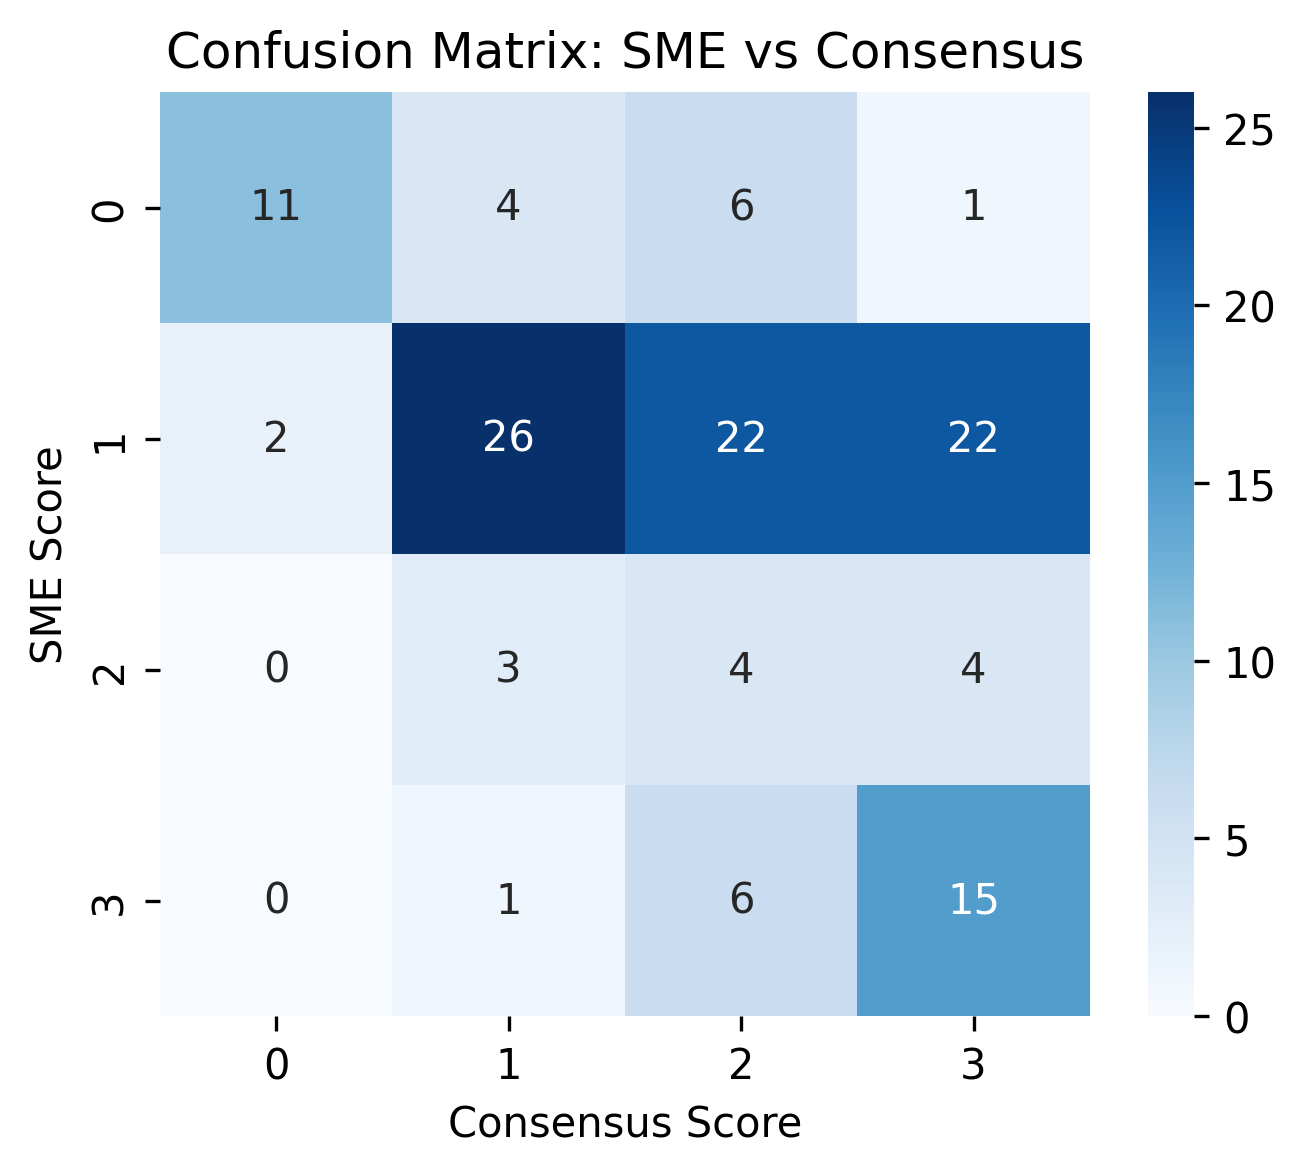 Confusion Matrix: SME vs Consensus
SME Score
0
11 4 6 1
1
2 26 22 22
2
0 3 4 4
3
0 1 6 15
0 1 2 3
Consensus Score
25
20
15
10
5
0